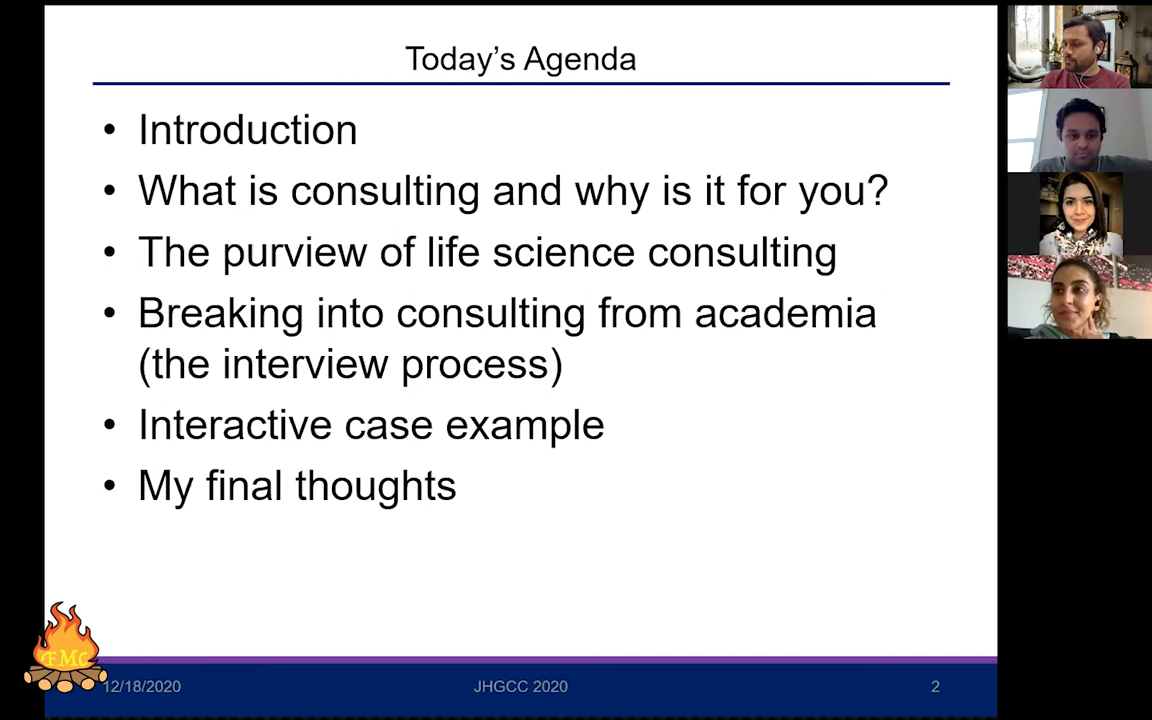 Today's Agenda
• Introduction
• What is consulting and why is it for you?
• The purview of life science consulting
• Breaking into consulting from academia
(the interview process)
• Interactive case example
• My final thoughts
FMC
12/18/2020 JHGCC 2020 2